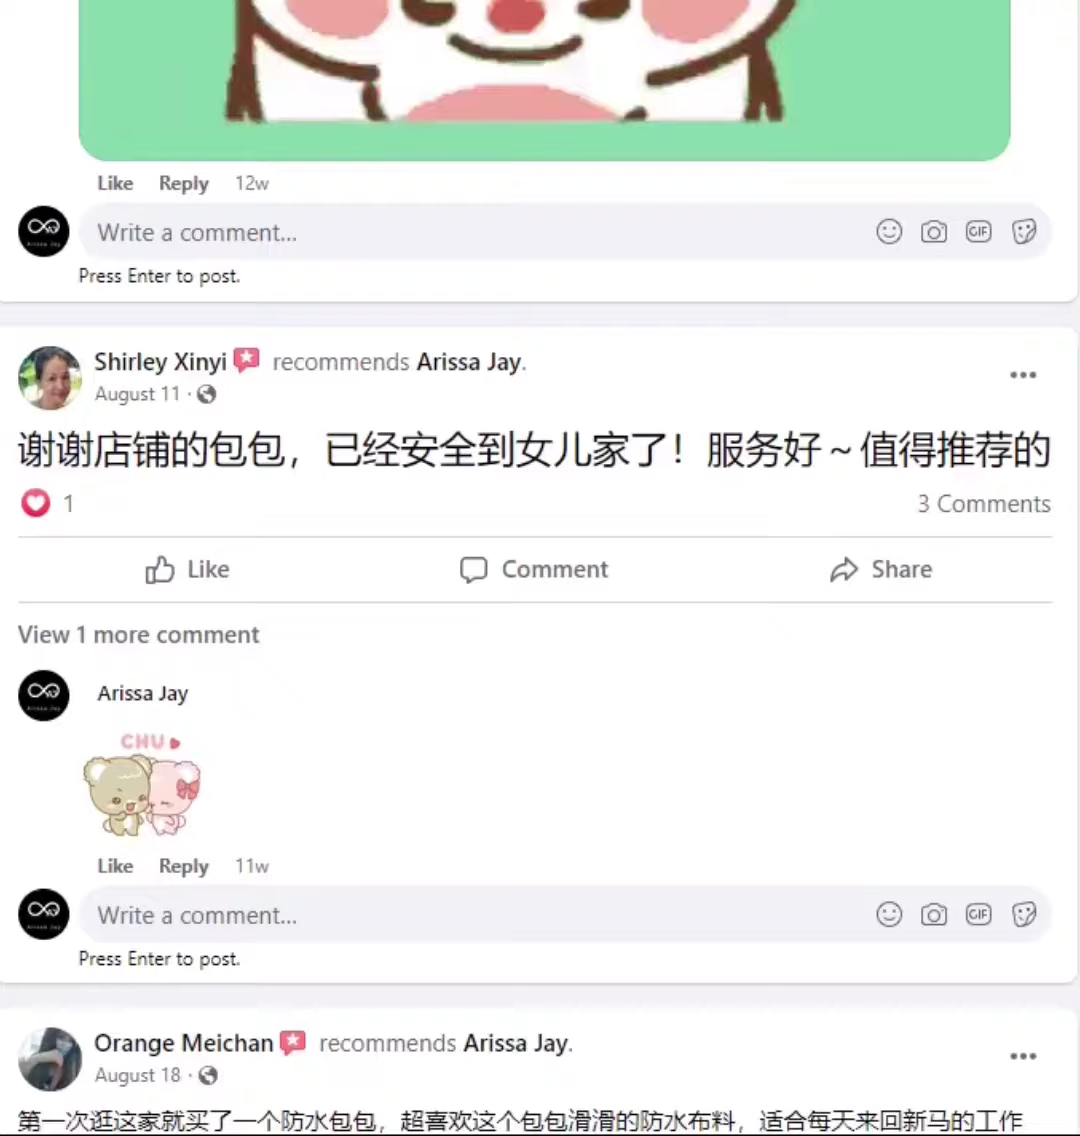 Like Reply 12w
Write a comment... GIF
Press Enter to post.
Shirley Xinyi recommends Arissa Jay.
August 11 ·
谢谢店铺的包包，已经安全到女儿家了！服务好～值得推荐的
1 3 Comments
Like Comment Share
View 1 more comment
Arissa Jay
CHU
Like Reply 11w
Write a comment... GIF
Press Enter to post.
Orange Meichan recommends Arissa Jay.
August 18 ·
第一次逛这家就买了一个防水包包，超喜欢这个包包滑滑的防水布料，适合每天来回新马的工作